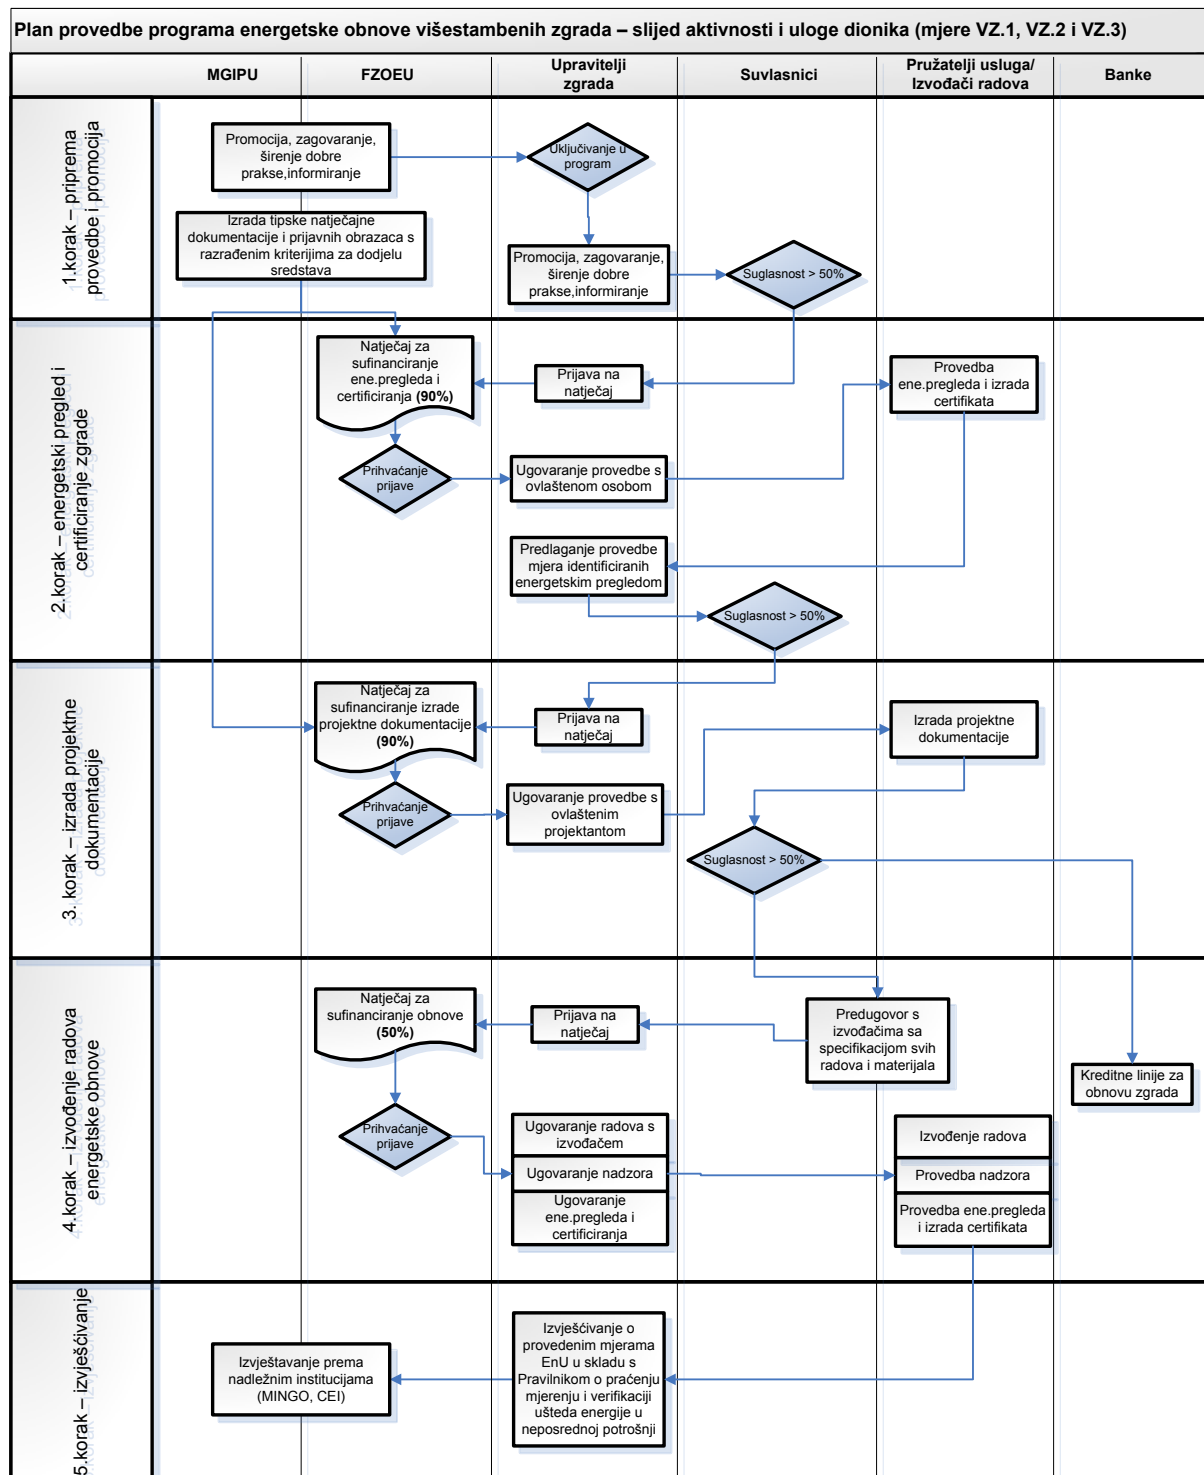 Plan provedbe programa energetske obnove višestambenih zgrada – slijed aktivnosti i uloge dionika (mjere VZ.1, VZ.2 i VZ.3)
MGIPU
FZOEU
Upravitelji
zgrada
Suvlasnici
Pružatelji usluga/
Izvođači radova
Banke
1.korak – priprema
provedbe i promocija
Promocija, zagovaranje,
širenje dobre
prakse,informiranje
Uključivanje u
program
Izrada tipske natječajne
dokumentacije i prijavnih obrazaca s
razrađenim kriterijima za dodjelu
sredstava
Promocija, zagovaranje,
širenje dobre
prakse,informiranje
Suglasnost > 50%
2.korak – energetski pregled i
certificiranje zgrade
Natječaj za
sufinanciranje
ene.pregleda i
certificiranja (90%)
Prijava na
natječaj
Provedba
ene.pregleda i izrada
certifikata
Prihvaćanje
prijave
Ugovaranje provedbe s
ovlaštenom osobom
Predlaganje provedbe
mjera identificiranih
energetskim pregledom
Suglasnost > 50%
3. korak – izrada projektne
dokumentacije
Natječaj za
sufinanciranje izrade
projektne dokumentacije
(90%)
Prijava na
natječaj
Izrada projektne
dokumentacije
Prihvaćanje
prijave
Ugovaranje provedbe s
ovlaštenim
projektantom
Suglasnost > 50%
4.korak – izvođenje radova
energetske obnove
Natječaj za
sufinanciranje obnove
(50%)
Prijava na
natječaj
Predugovor s
izvođačima sa
specifikacijom svih
radova i materijala
Kreditne linije za
obnovu zgrada
Prihvaćanje
prijave
Ugovaranje radova s
izvođačem
Ugovaranje nadzora
Ugovaranje
ene.pregleda i
certificiranja
Izvođenje radova
Provedba nadzora
Provedba ene.pregleda
i izrada certifikata
5.korak – izvješćivanje
Izvještavanje prema
nadležnim institucijama
(MINGO, CEI)
Izvješćivanje o
provedenim mjerama
EnU u skladu s
Pravilnikom o praćenju
mjerenju i verifikaciji
ušteda energije u
neposrednoj potrošnji